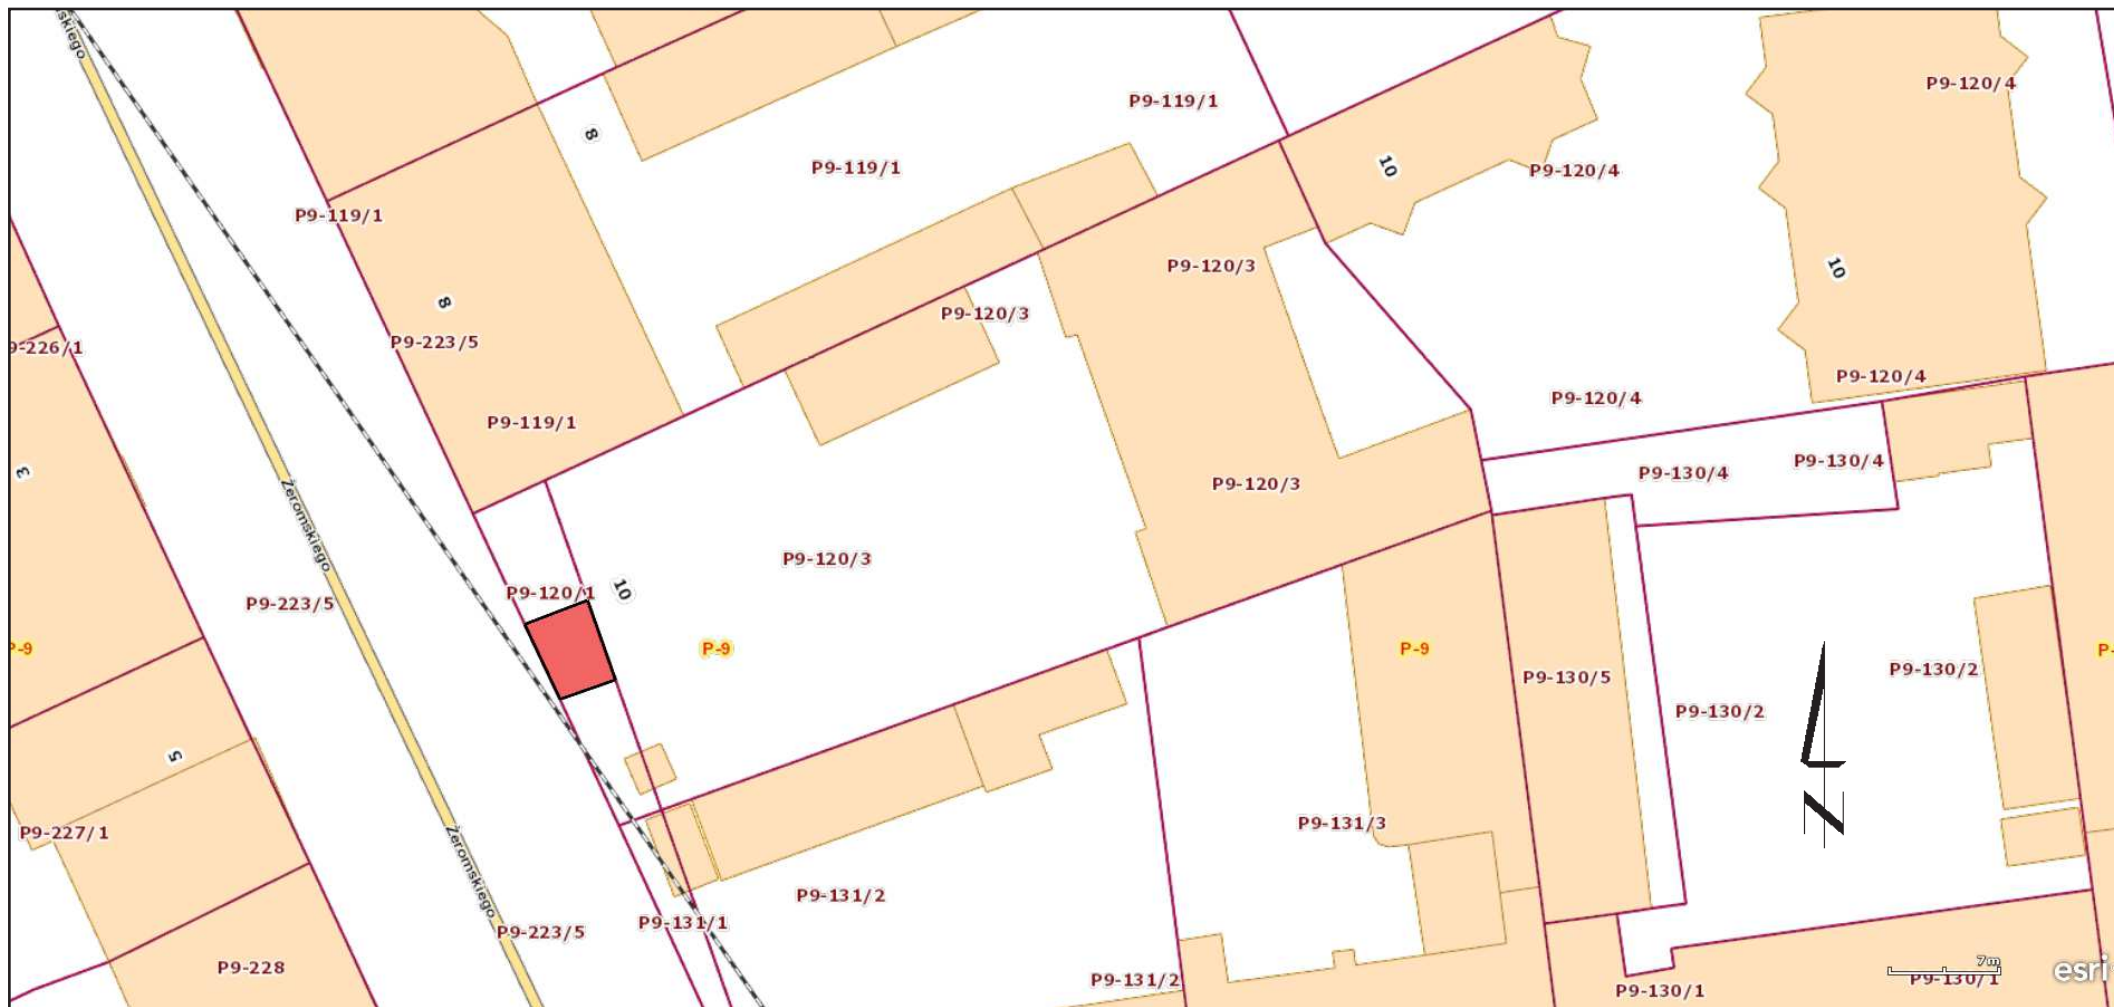 skiego
P9-120/4
P9-119/1
8
P9-119/1
10
P9-120/4
P9-119/1
P9-120/3
10
8
P9-120/3
P9-223/5
9-226/1
P9-120/4
P9-120/4
P9-119/1
P9-130/4
P9-130/4
3
P9-120/3
Żeromskiego
P9-120/3
P9-120/1
10
P9-223/5
P-9
P-9
P-9
P-
P9-130/2
P9-130/5
P9-130/2
5
N
P9-131/3
P9-227/1
Żeromskiego
P9-131/2
P9-131/1
P9-223/5
7m
P9-228
esri
P9-131/2
P9-130/1
P9-130/1